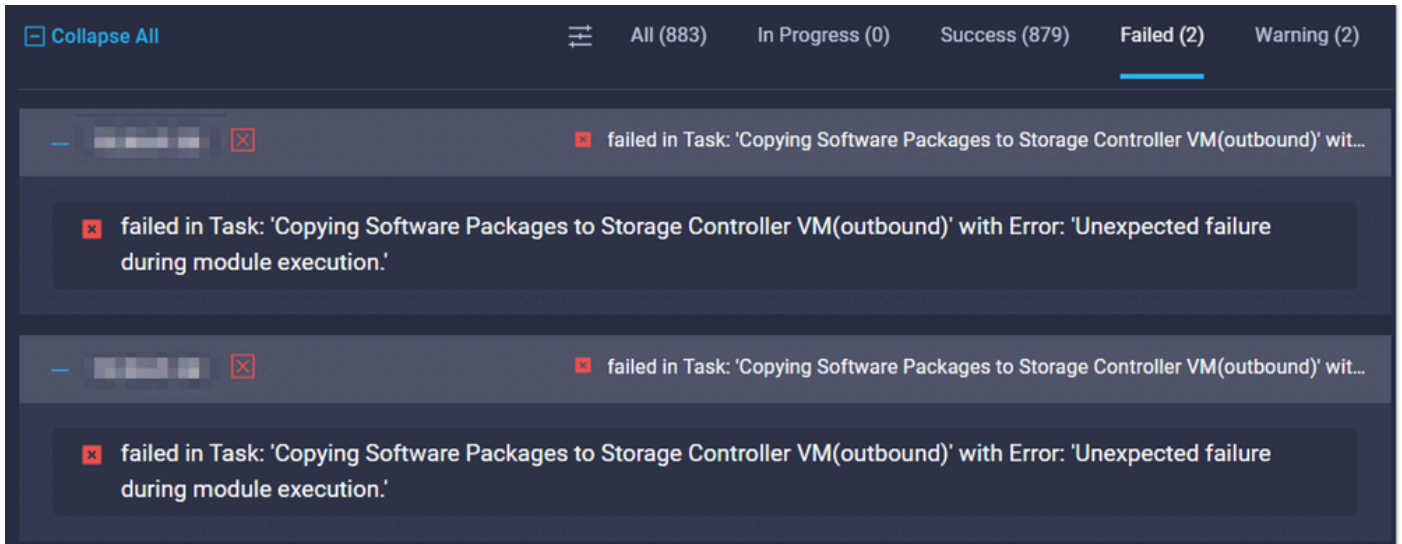 Collapse All
All (883) In Progress (0) Success (879) Failed (2) Warning (2)
failed in Task: 'Copying Software Packages to Storage Controller VM(outbound)' wit...
failed in Task: 'Copying Software Packages to Storage Controller VM(outbound)' with Error: 'Unexpected failure
during module execution.'
failed in Task: 'Copying Software Packages to Storage Controller VM(outbound)' wit...
failed in Task: 'Copying Software Packages to Storage Controller VM(outbound)' with Error: 'Unexpected failure
during module execution.'